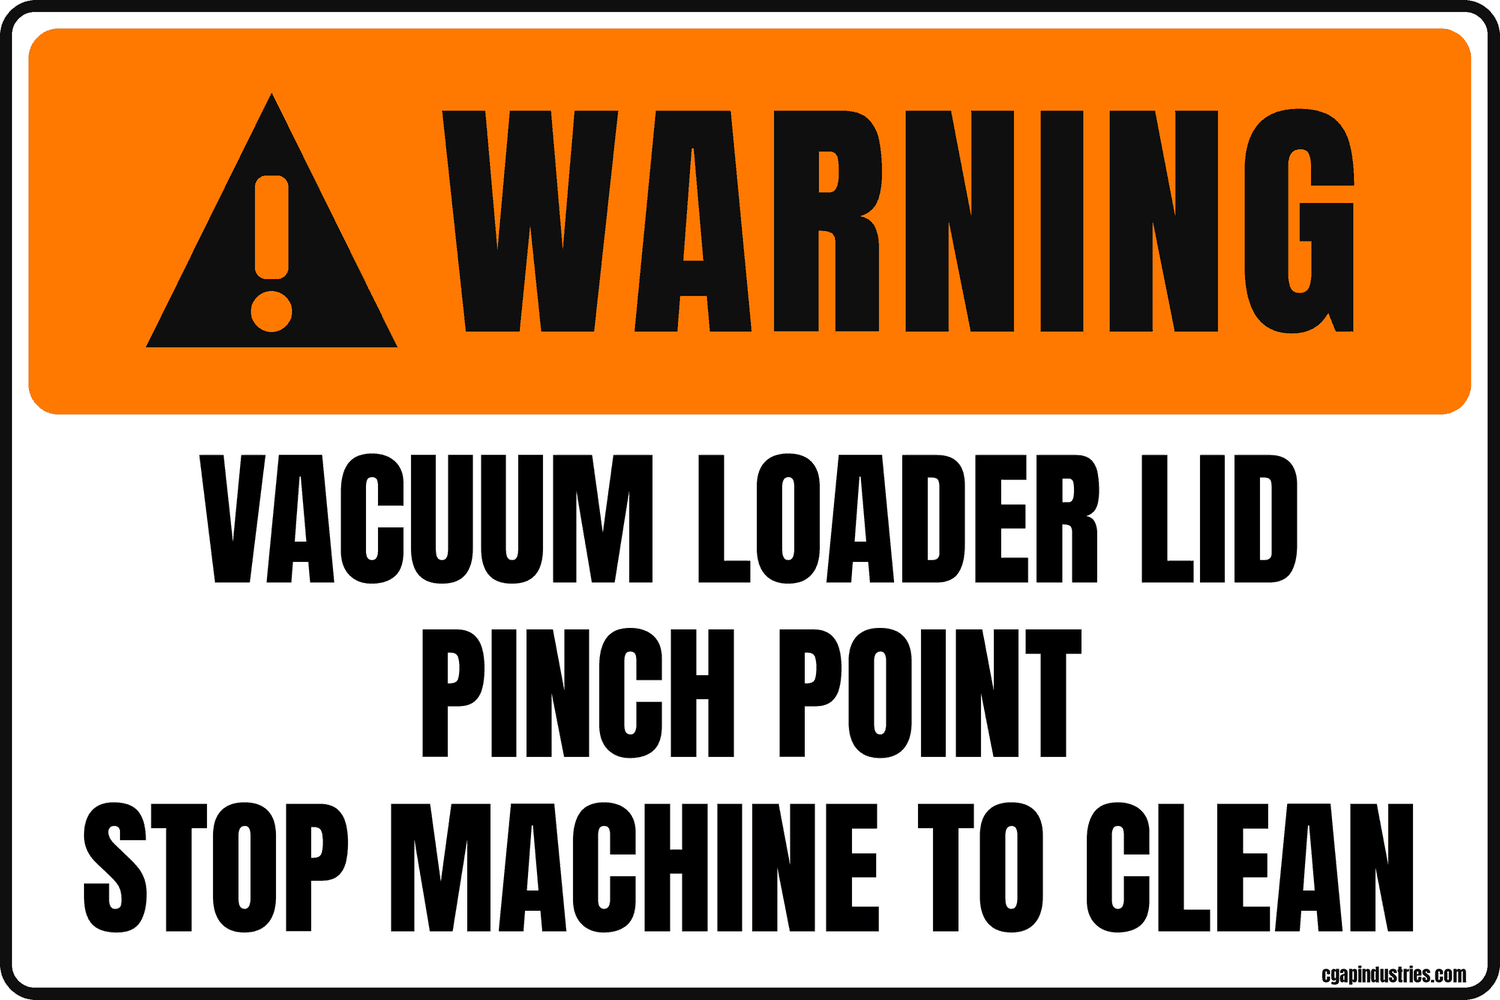 WARNING
VACUUM LOADER LID
PINCH POINT
STOP MACHINE TO CLEAN
cgapindustries.com